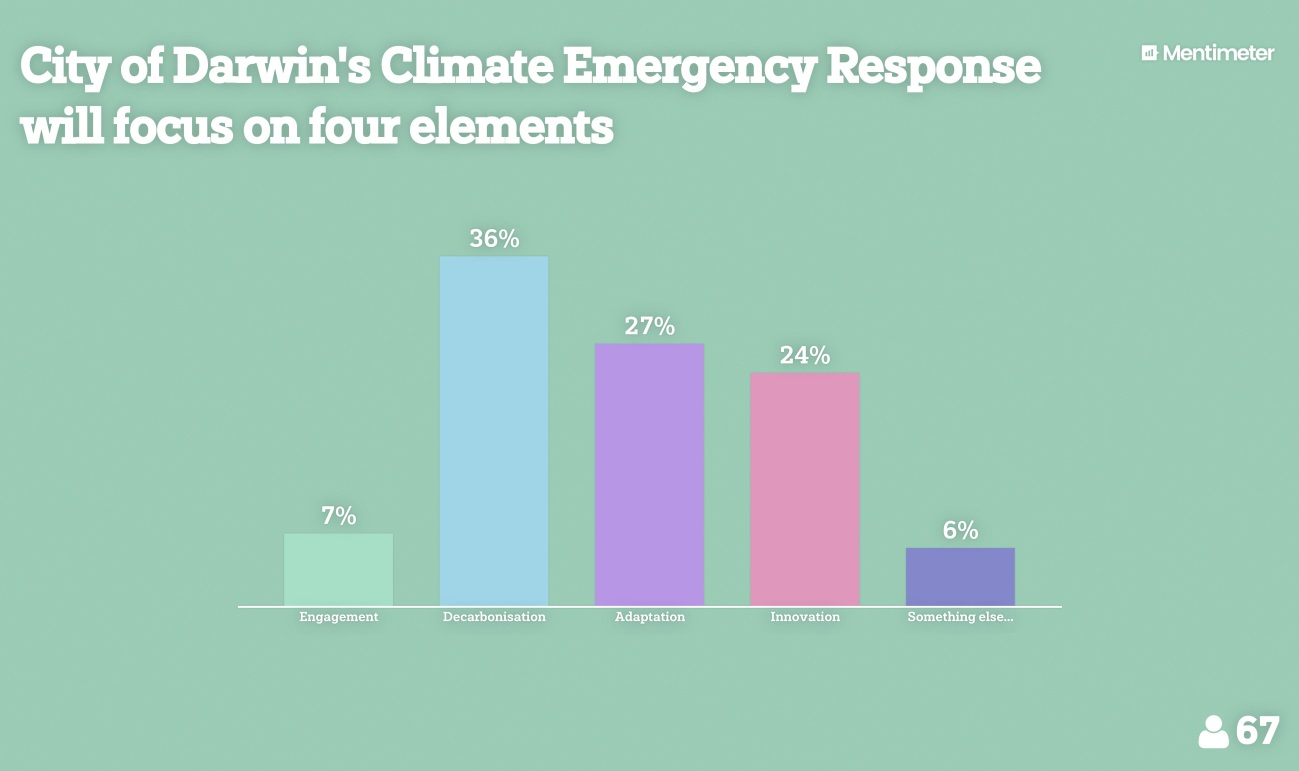 City of Darwin's Climate Emergency Response
will focus on four elements
Mentimeter
36%
27%
24%
7%
6%
Engagement
Decarbonisation
Adaptation
Innovation
Something else...
67